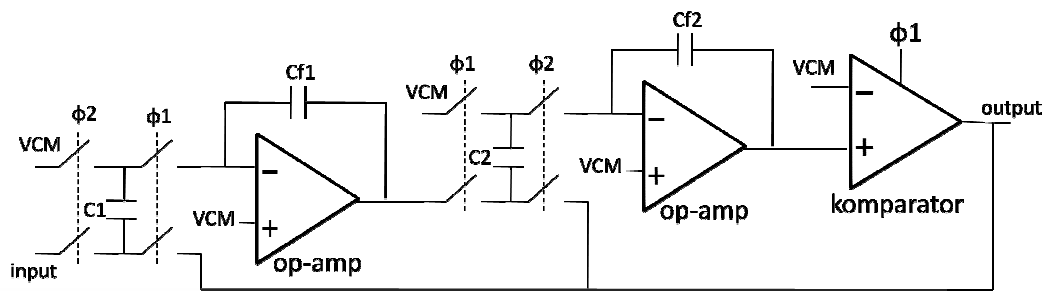 Cf2
ϕ1
Cf1
ϕ1
ϕ2
VCM
VCM
−
output
ϕ2
ϕ1
−
C2
+
VCM
VCM
−
+
op-amp
komparator
C1
VCM
+
input
op-amp